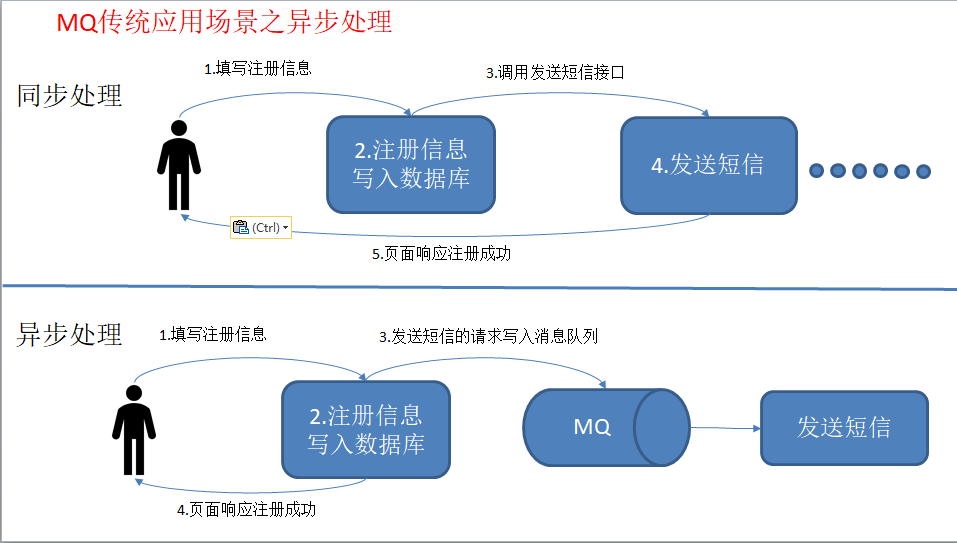 MQ传统应用场景之异步处理
同步处理
1.填写注册信息
3.调用发送短信接口
2.注册信息
写入数据库
4.发送短信
(Ctrl)
5.页面响应注册成功
异步处理
1.填写注册信息
3.发送短信的请求写入消息队列
2.注册信息
写入数据库
MQ
发送短信
4.页面响应注册成功